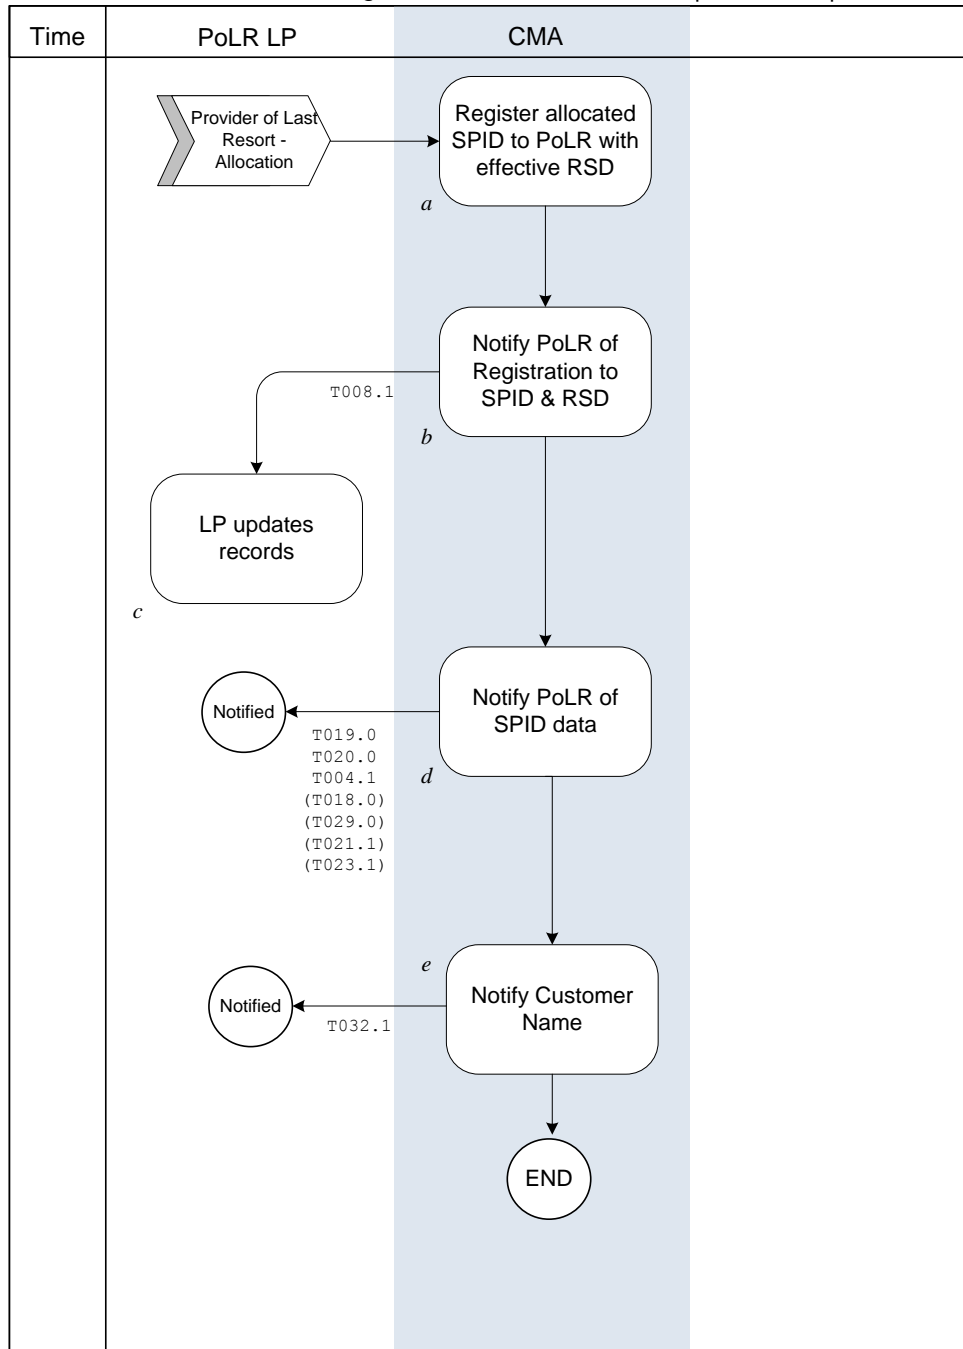 Time
PoLR LP
CMA
Provider of Last
Resort -
Allocation
Register allocated
SPID to PoLR with
effective RSD
a
Notify PoLR of
Registration to
SPID & RSD
T008.1
b
LP updates
records
c
Notify PoLR of
SPID data
Notified
T019.0
T020.0
T004.1
(T018.0)
(T029.0)
(T021.1)
(T023.1)
d
e
Notify Customer
Name
Notified
T032.1
END